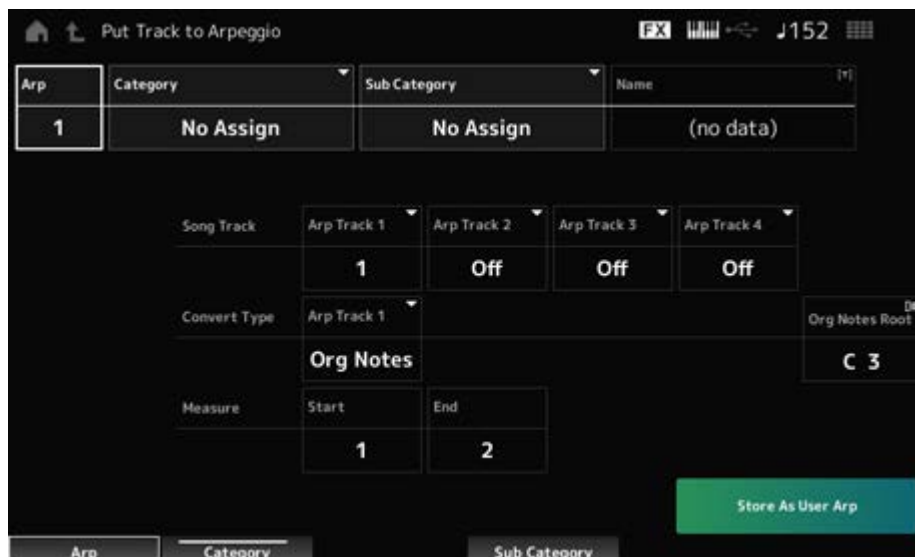 Put Track to Arpeggio FX ♩152
Arp Category Sub Category Name
1 No Assign No Assign (no data)
Song Track Arp Track 1 Arp Track 2 Arp Track 3 Arp Track 4
1 Off Off Off
Convert Type Arp Track 1 Org Notes Root
Org Notes C 3
Measure Start End
1 2
Store As User Arp
Arp Category Sub Category